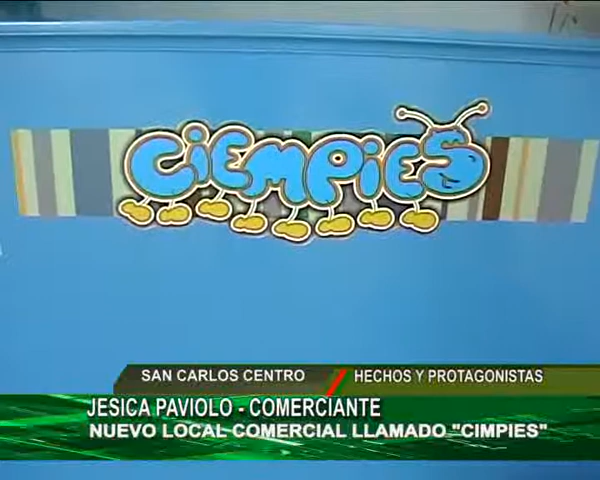 CIEMPIES
SAN CARLOS CENTRO / HECHOS Y PROTAGONISTAS
JESICA PAVIOLO - COMERCIANTE
NUEVO LOCAL COMERCIAL LLAMADO "CIMPIES"